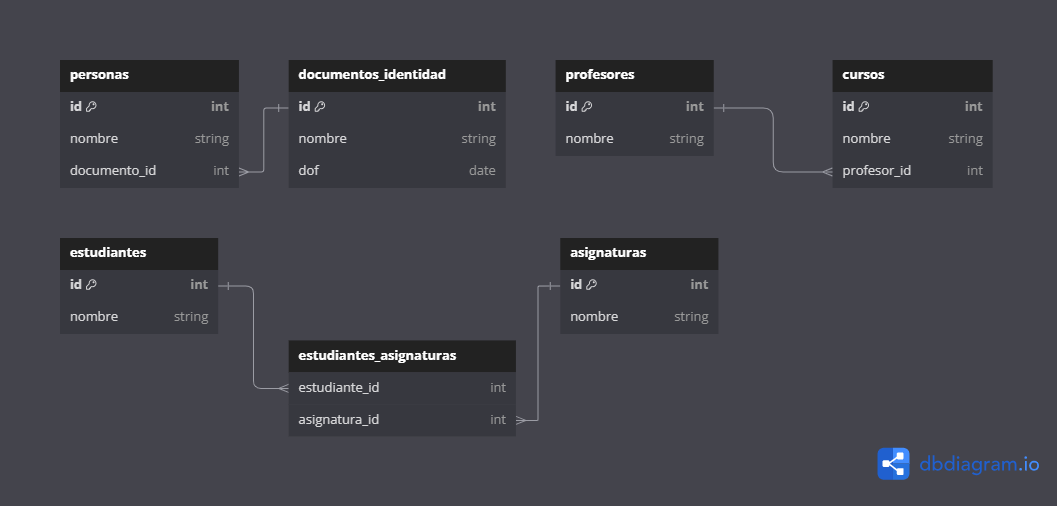 personas
id int
nombre string
documento_id int
documentos_identidad
id int
nombre string
dof date
profesores
id int
nombre string
cursos
id int
nombre string
profesor_id int
estudiantes
id int
nombre string
estudiantes_asignaturas
estudiante_id int
asignatura_id int
asignaturas
id int
nombre string
dbdiagram.io